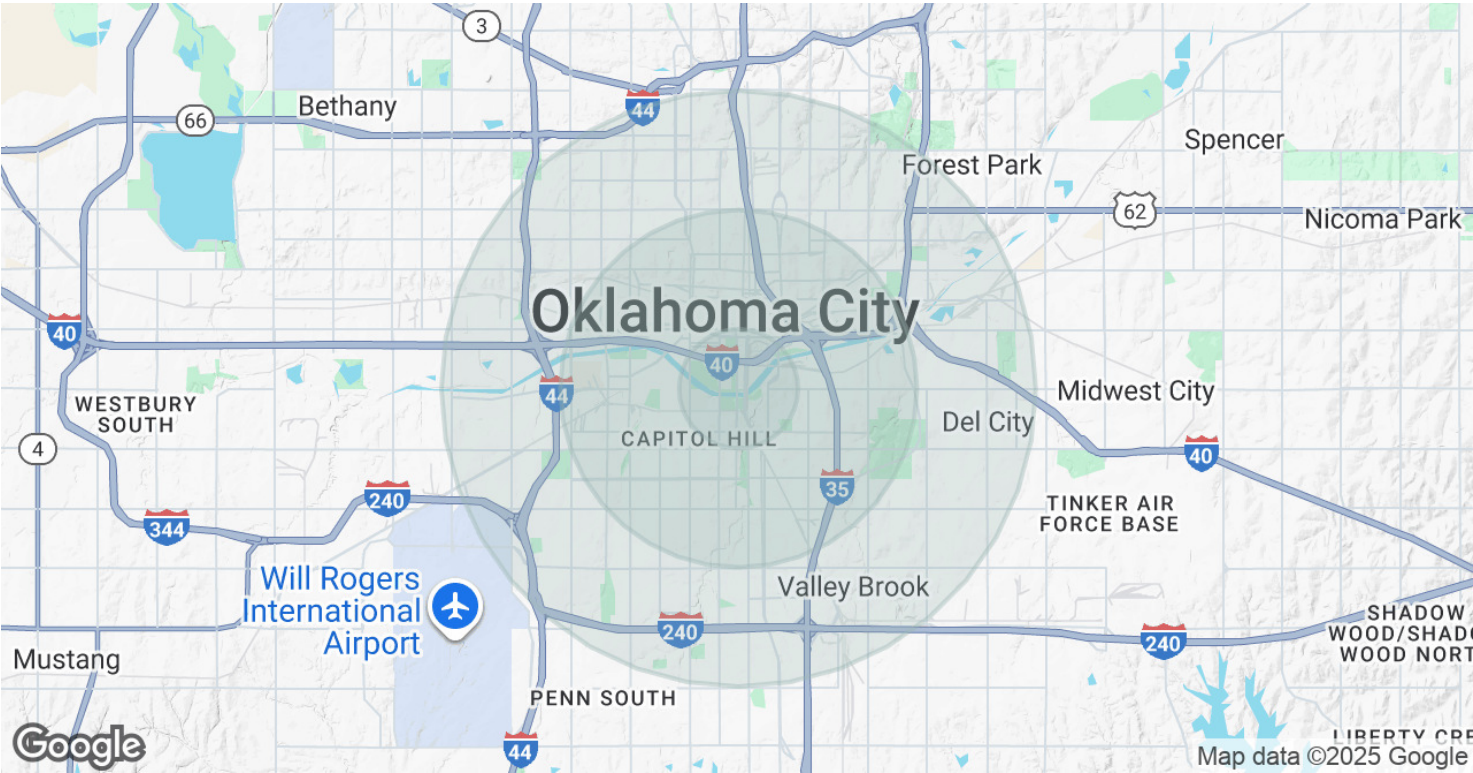 3
Bethany
44
66
Spencer
Forest Park
62
Nicoma Park
Oklahoma City
40
40
44
Midwest City
WESTBURY
SOUTH
Del City
CAPITOL HILL
4
40
240
35
344
TINKER AIR
FORCE BASE
Will Rogers
International
Airport
Valley Brook
240
240
SHADOW
WOOD/SHADO
WOOD NORT
Mustang
PENN SOUTH
44
Google
LIBERTY CRE
Map data ©2025 Google